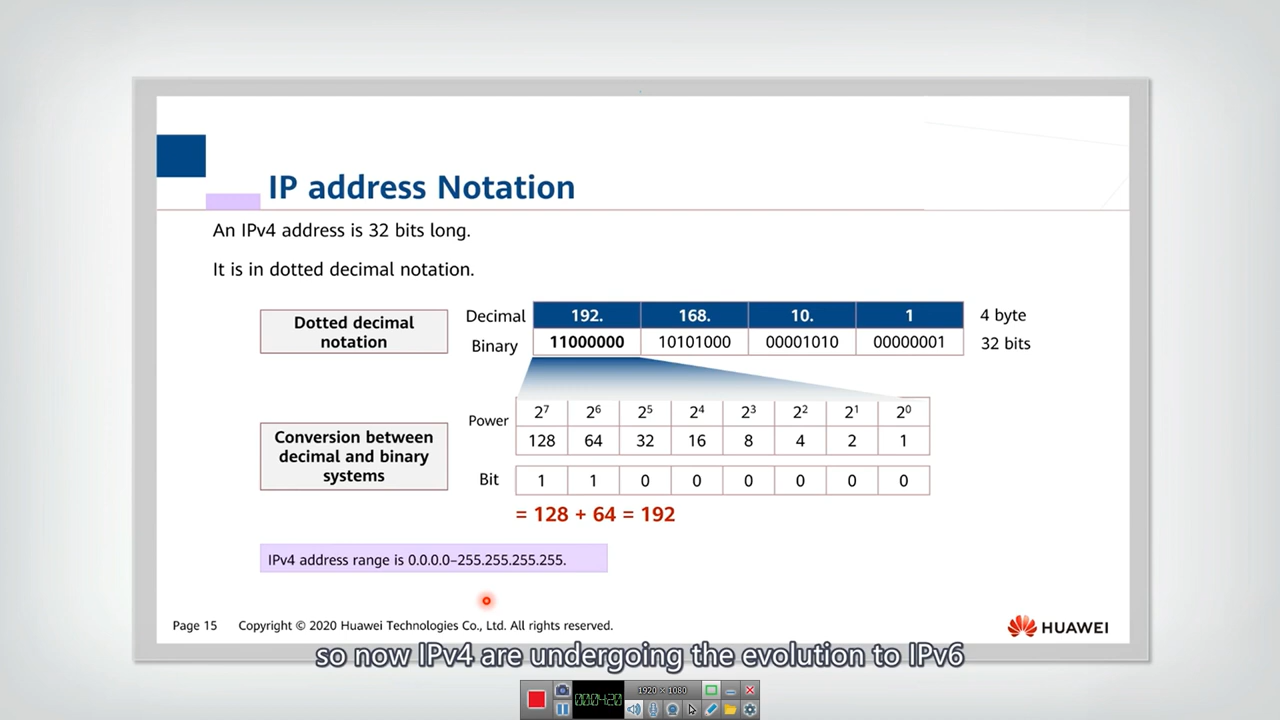 IP address Notation
An IPv4 address is 32 bits long.
It is in dotted decimal notation.
Dotted decimal
notation
Decimal 192. 168. 10. 1 4 byte
Binary 11000000 10101000 00001010 00000001 32 bits
Conversion between
decimal and binary
systems
Power 2⁷ 2⁶ 2⁵ 2⁴ 2³ 2² 2¹ 2⁰
128 64 32 16 8 4 2 1
Bit 1 1 0 0 0 0 0 0
= 128 + 64 = 192
IPv4 address range is 0.0.0.0–255.255.255.255.
Page 15 Copyright © 2020 Huawei Technologies Co., Ltd. All rights reserved.
HUAWEI
so now IPv4 are undergoing the evolution to IPv6
000:04:20
1920 × 1080